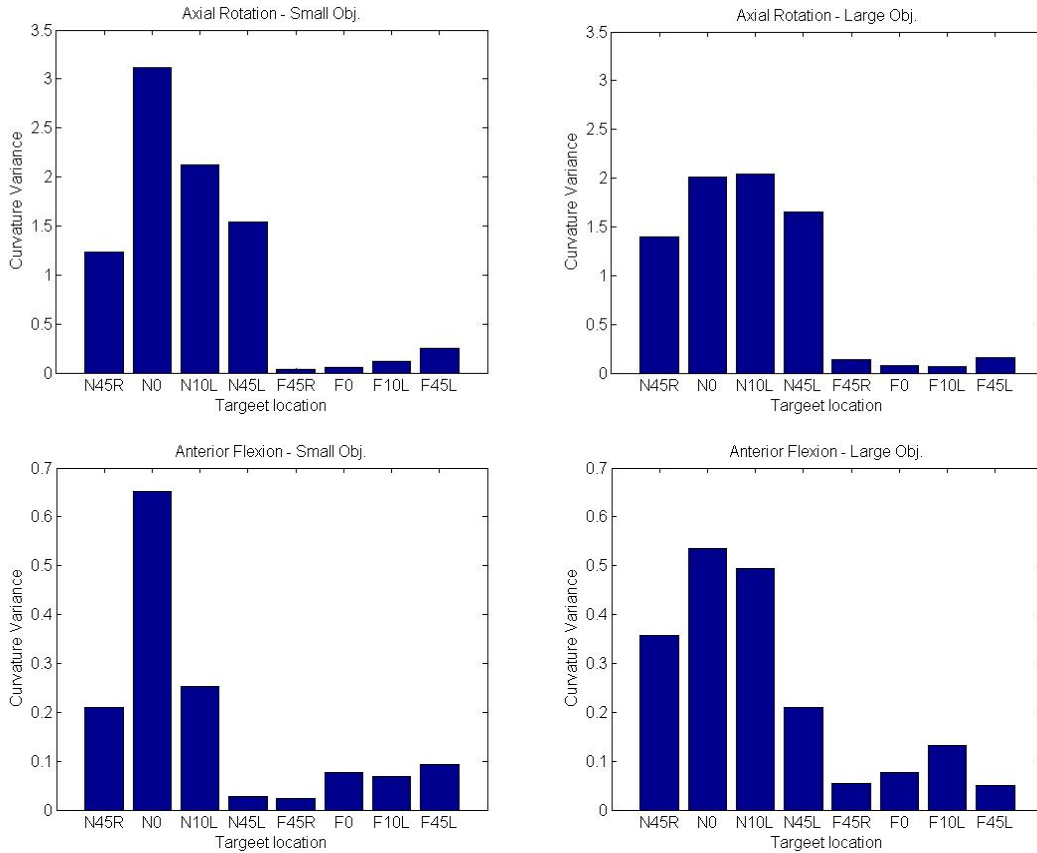 Axial Rotation - Small Obj.
3.5
3
2.5
2
1.5
1
0.5
0
Curvature Variance
N45R N0 N10L N45L F45R F0 F10L F45L
Targeet location
Axial Rotation - Large Obj.
3.5
3
2.5
2
1.5
1
0.5
0
Curvature Variance
N45R N0 N10L N45L F45R F0 F10L F45L
Targeet location
Anterior Flexion - Small Obj.
0.7
0.6
0.5
0.4
0.3
0.2
0.1
0
Curvature Variance
N45R N0 N10L N45L F45R F0 F10L F45L
Targeet location
Anterior Flexion - Large Obj.
0.7
0.6
0.5
0.4
0.3
0.2
0.1
0
Curvature Variance
N45R N0 N10L N45L F45R F0 F10L F45L
Targeet location